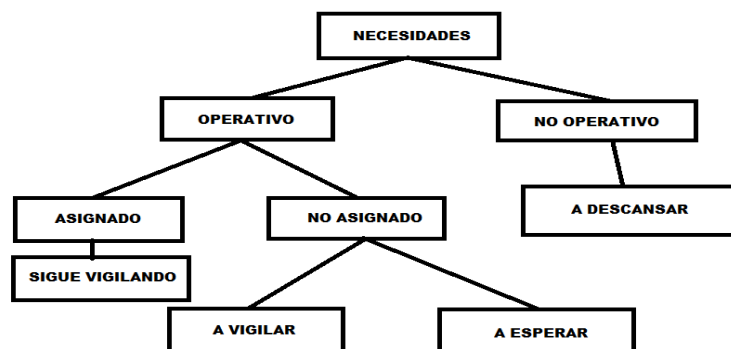 NECESIDADES
OPERATIVO
NO OPERATIVO
ASIGNADO
NO ASIGNADO
A DESCANSAR
SIGUE VIGILANDO
A VIGILAR
A ESPERAR